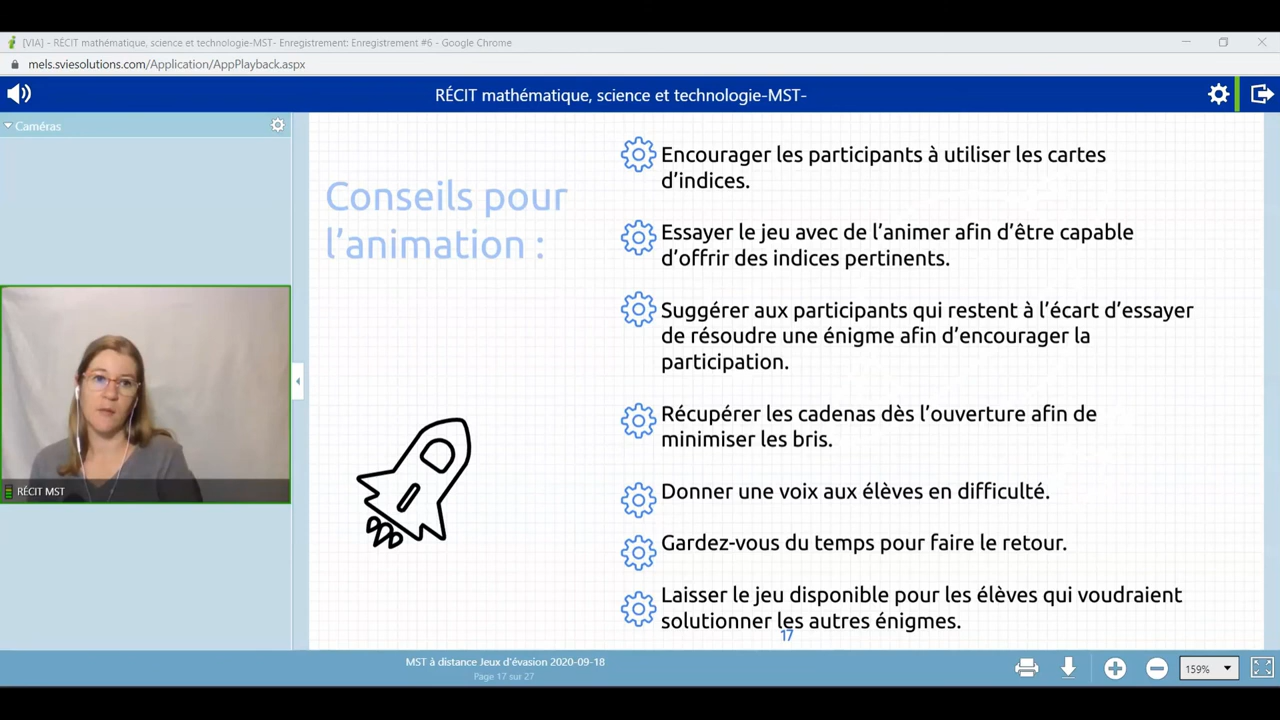 [VIA] - RÉCIT mathématique, science et technologie-MST- Enregistrement: Enregistrement #6 - Google Chrome
mels.sviesolutions.com/Application/AppPlayback.aspx
RÉCIT mathématique, science et technologie-MST-
Caméras
RÉCIT MST
Conseils pour
l’animation :
Encourager les participants à utiliser les cartes
d’indices.
Essayer le jeu avec de l’animer afin d’être capable
d’offrir des indices pertinents.
Suggérer aux participants qui restent à l’écart d’essayer
de résoudre une énigme afin d’encourager la
participation.
Récupérer les cadenas dès l’ouverture afin de
minimiser les bris.
Donner une voix aux élèves en difficulté.
Gardez-vous du temps pour faire le retour.
Laisser le jeu disponible pour les élèves qui voudraient
solutionner les autres énigmes.
17
MST à distance Jeux d'évasion 2020-09-18
Page 17 sur 27
159%